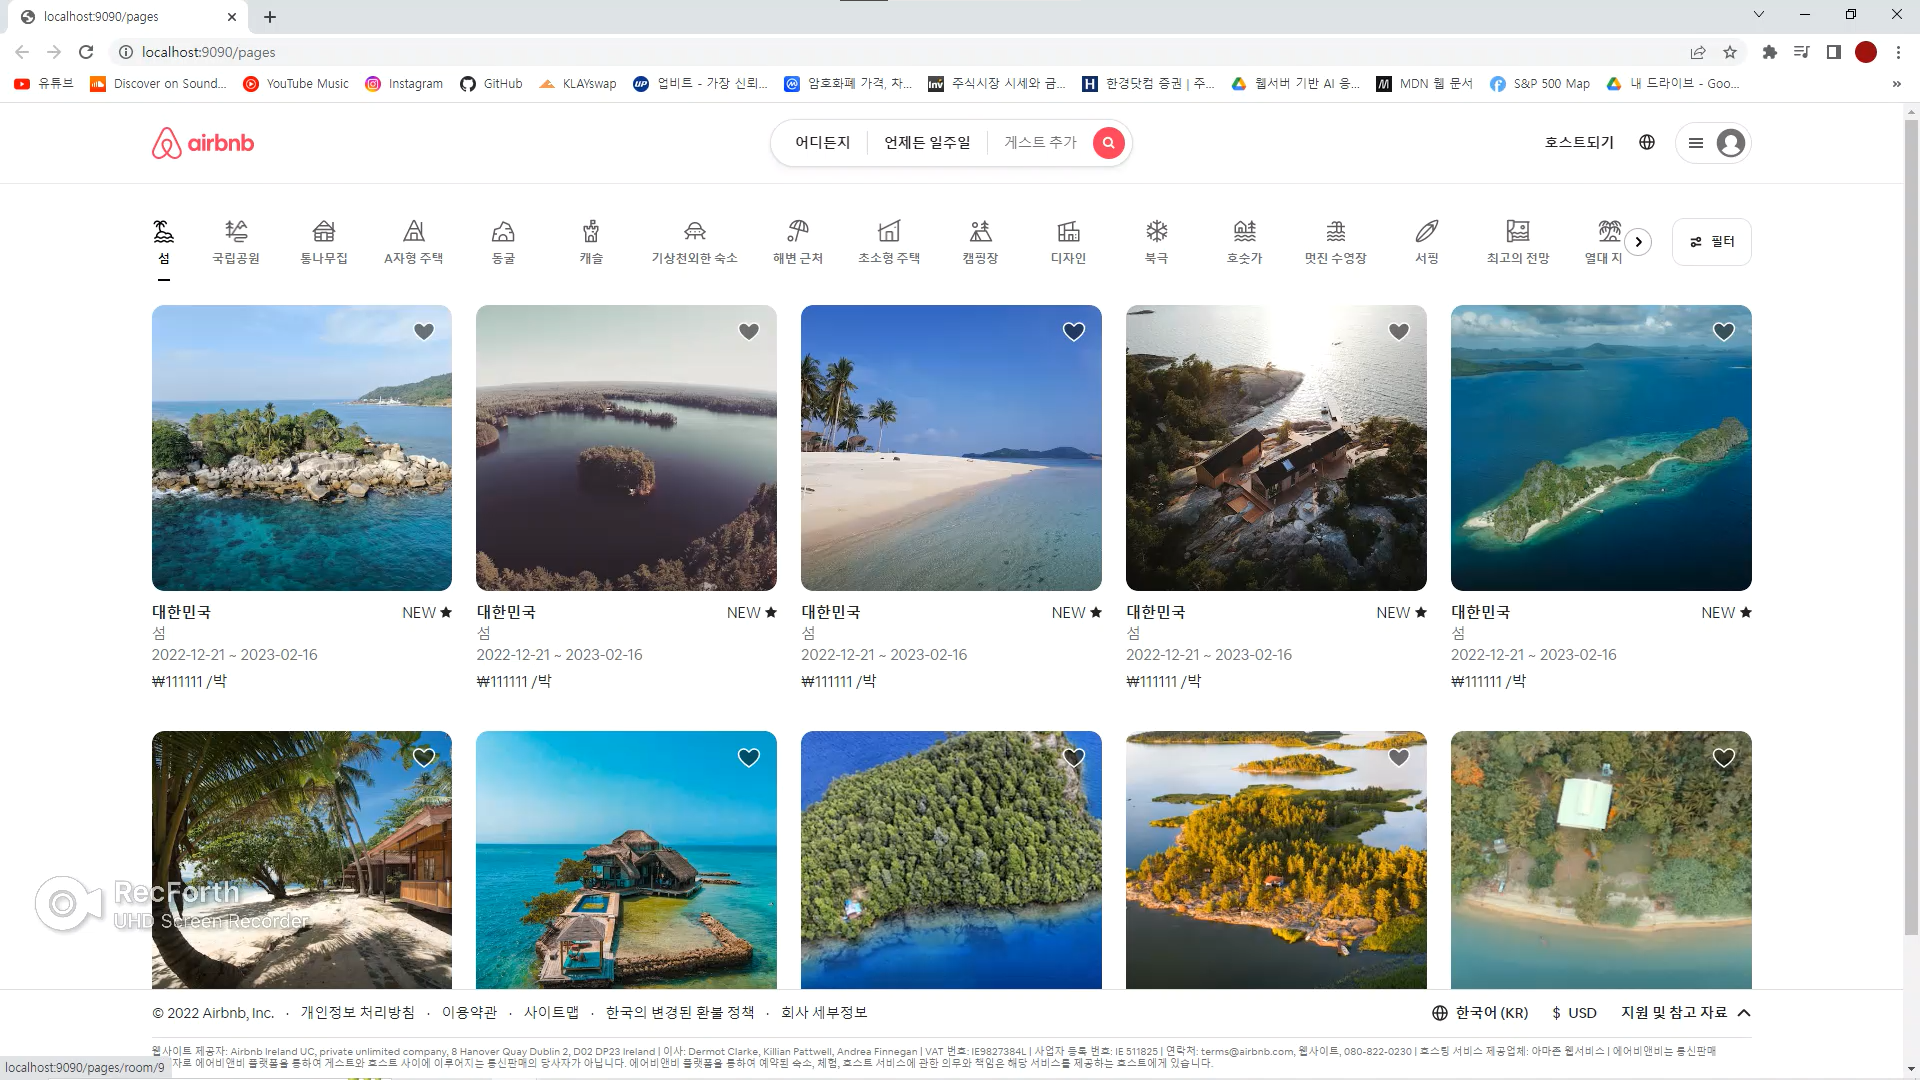 localhost:9090/pages
localhost:9090/pages
유튜브 Discover on Sound... YouTube Music Instagram GitHub KLAYswap 업비트 - 가장 신뢰... 암호화폐 가격, 차... 주식시장 시세와 금... 한경닷컴 증권 | 주... 웹서버 기반 AI 응... MDN 웹 문서 S&P 500 Map 내 드라이브 - Goo...
airbnb 어디든지 언제든 일주일 게스트 추가 호스트되기
섬 국립공원 통나무집 A자형 주택 동굴 캐슬 기상천외한 숙소 해변 근처 초소형 주택 캠핑장 디자인 북극 호숫가 멋진 수영장 서핑 최고의 전망 열대 지 필터
대한민국 NEW ★ 대한민국 NEW ★ 대한민국 NEW ★ 대한민국 NEW ★ 대한민국 NEW ★
섬 섬 섬 섬 섬
2022-12-21 ~ 2023-02-16 2022-12-21 ~ 2023-02-16 2022-12-21 ~ 2023-02-16 2022-12-21 ~ 2023-02-16 2022-12-21 ~ 2023-02-16
₩111111 /박 ₩111111 /박 ₩111111 /박 ₩111111 /박 ₩111111 /박
RecForth
UHD Screen Recorder
© 2022 Airbnb, Inc. · 개인정보 처리방침 · 이용약관 · 사이트맵 · 한국의 변경된 환불 정책 · 회사 세부정보 한국어 (KR) $ USD 지원 및 참고 자료
웹사이트 제공자: Airbnb Ireland UC, private unlimited company, 8 Hanover Quay Dublin 2, D02 DP23 Ireland | 이사: Dermot Clarke, Killian Pattwell, Andrea Finnegan | VAT 번호: IE9827384L | 사업자 등록 번호: IE 511825 | 연락처: terms@airbnb.com, 웹사이트, 080-822-0230 | 호스팅 서비스 제공업체: 아마존 웹서비스 | 에어비앤비는 통신판매
자로 에어비앤비 플랫폼을 통하여 게스트와 호스트 사이에 이루어지는 통신판매의 당사자가 아닙니다. 에어비앤비 플랫폼을 통하여 예약된 숙소, 체험, 호스트 서비스에 관한 의무와 책임은 해당 서비스를 제공하는 호스트에게 있습니다.
localhost:9090/pages/room/9